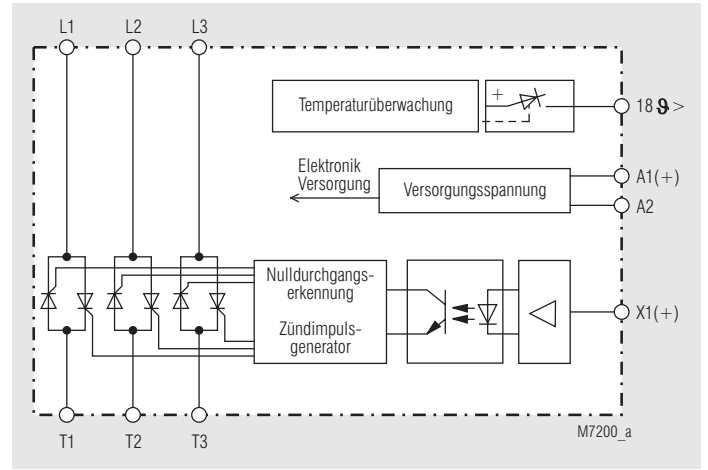 L1 L2 L3
Temperaturüberwachung
+
18 ϑ >
Elektronik
Versorgung
Versorgungsspannung
A1(+)
A2
Nulldurchgangs-
erkennung
Zündimpuls-
generator
X1(+)
T1 T2 T3
M7200_a